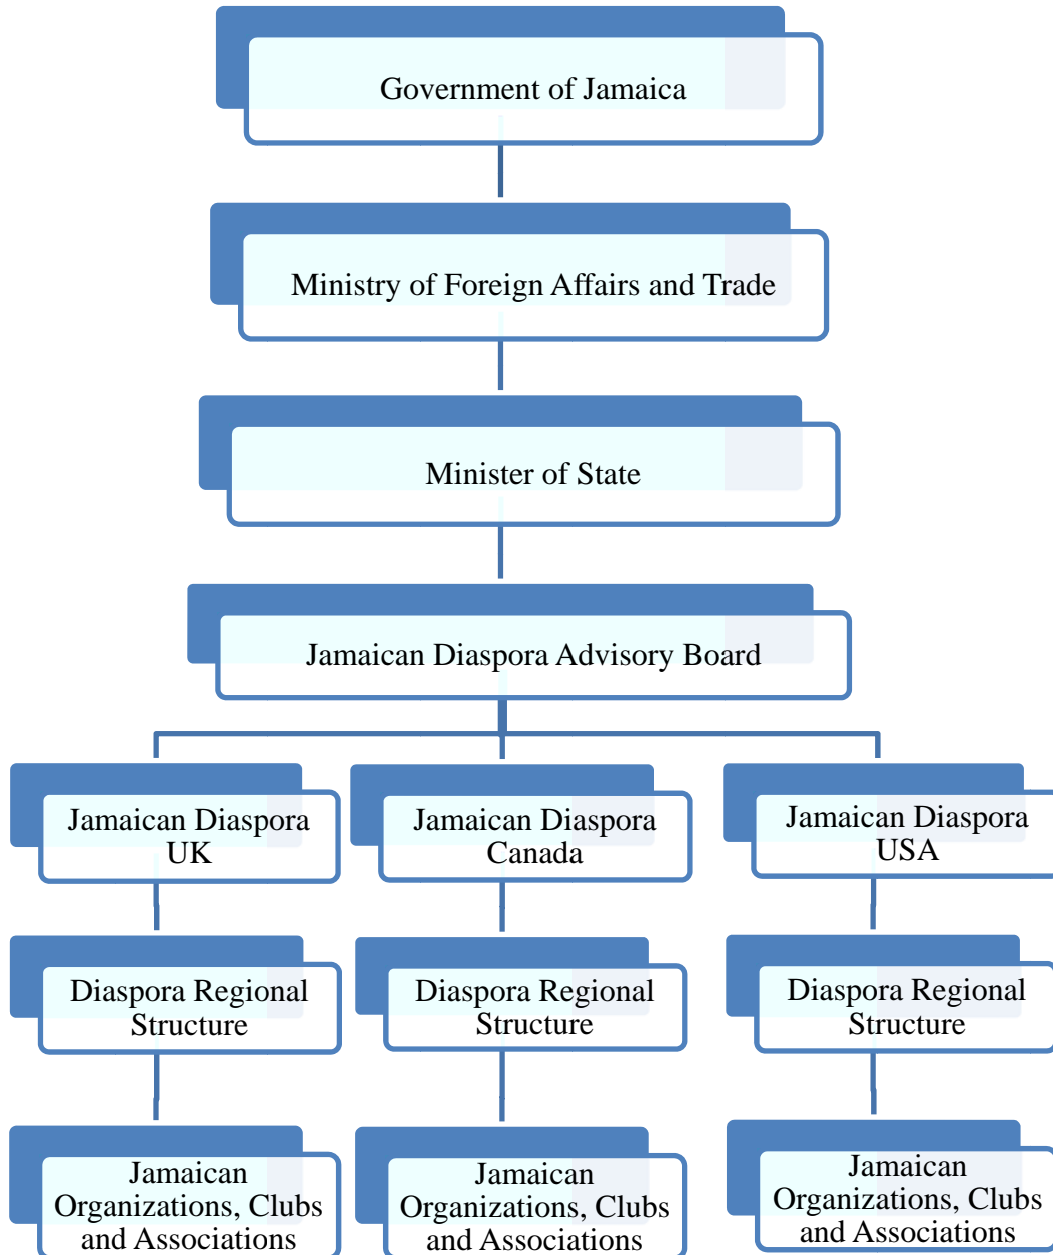 Government of Jamaica
Ministry of Foreign Affairs and Trade
Minister of State
Jamaican Diaspora Advisory Board
Jamaican Diaspora
UK
Jamaican Diaspora
Canada
Jamaican Diaspora
USA
Diaspora Regional
Structure
Diaspora Regional
Structure
Diaspora Regional
Structure
Jamaican
Organizations, Clubs
and Associations
Jamaican
Organizations, Clubs
and Associations
Jamaican
Organizations, Clubs
and Associations